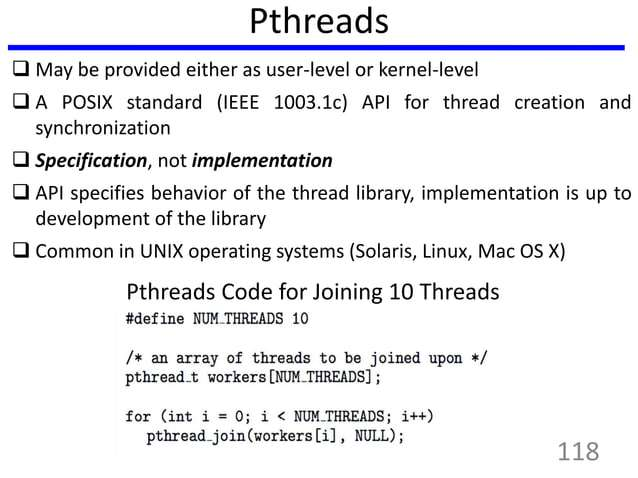 Pthreads
❑ May be provided either as user-level or kernel-level
❑ A POSIX standard (IEEE 1003.1c) API for thread creation and
synchronization
❑ Specification, not implementation
❑ API specifies behavior of the thread library, implementation is up to
development of the library
❑ Common in UNIX operating systems (Solaris, Linux, Mac OS X)
Pthreads Code for Joining 10 Threads
#define NUM_THREADS 10
/* an array of threads to be joined upon */
pthread_t workers[NUM_THREADS];
for (int i = 0; i < NUM_THREADS; i++)
pthread_join(workers[i], NULL);
118